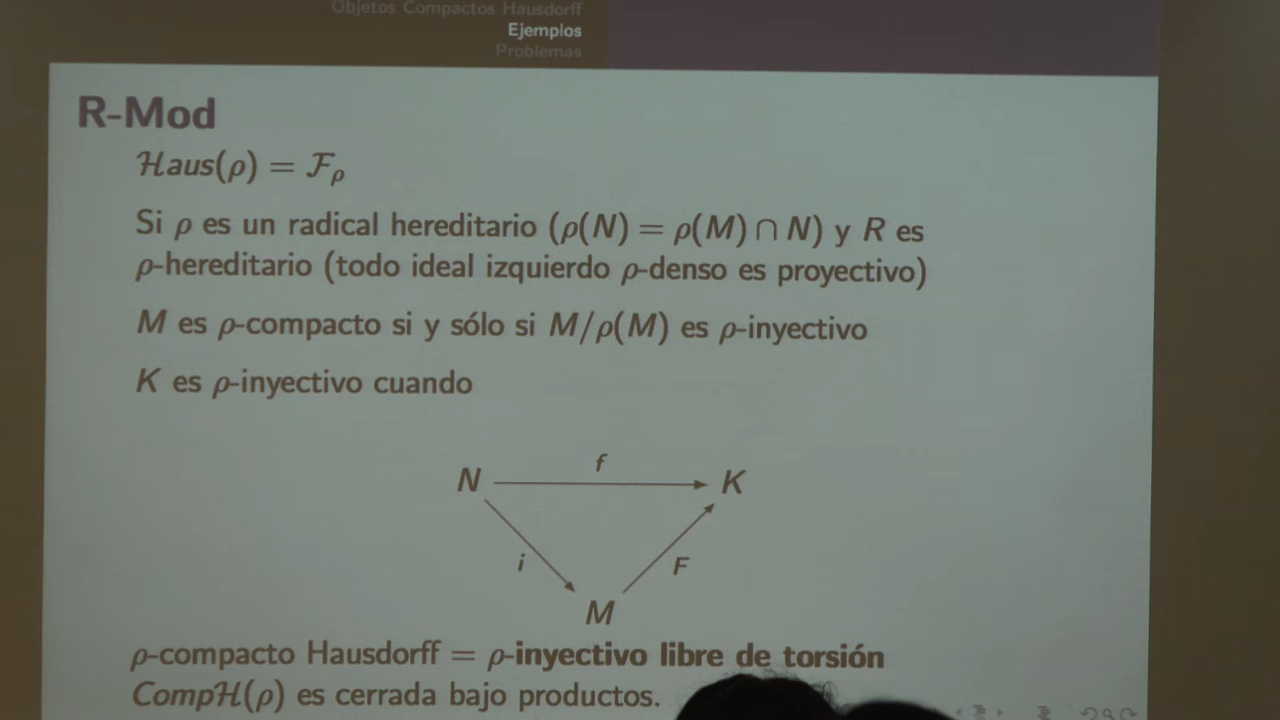 Objetos Compactos Hausdorff
Ejemplos
Problemas
R-Mod
ℋaus(ρ) = ℱ_ρ
Si ρ es un radical hereditario (ρ(N) = ρ(M) ∩ N) y R es
ρ-hereditario (todo ideal izquierdo ρ-denso es proyectivo)
M es ρ-compacto si y sólo si M/ρ(M) es ρ-inyectivo
K es ρ-inyectivo cuando
f
N K
i F
M
ρ-compacto Hausdorff = ρ-inyectivo libre de torsión
Compℋ(ρ) es cerrada bajo productos.